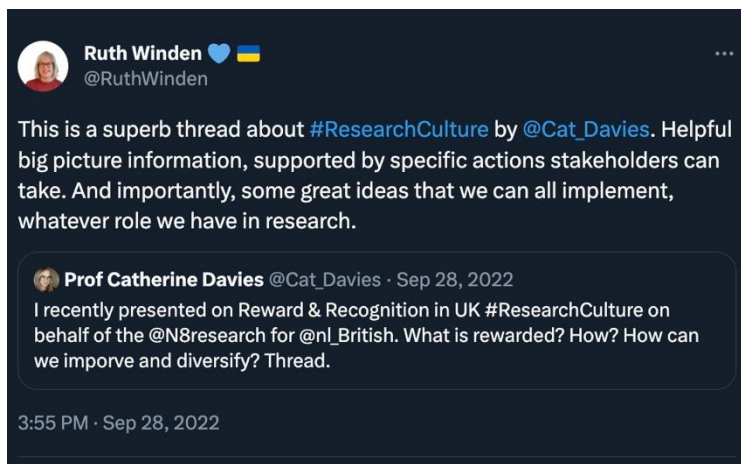 Ruth Winden 💙 🇺🇦
@RuthWinden
This is a superb thread about #ResearchCulture by @Cat_Davies. Helpful
big picture information, supported by specific actions stakeholders can
take. And importantly, some great ideas that we can all implement,
whatever role we have in research.
Prof Catherine Davies @Cat_Davies · Sep 28, 2022
I recently presented on Reward & Recognition in UK #ResearchCulture on
behalf of the @N8research for @nl_British. What is rewarded? How? How can
we imporve and diversify? Thread.
3:55 PM · Sep 28, 2022